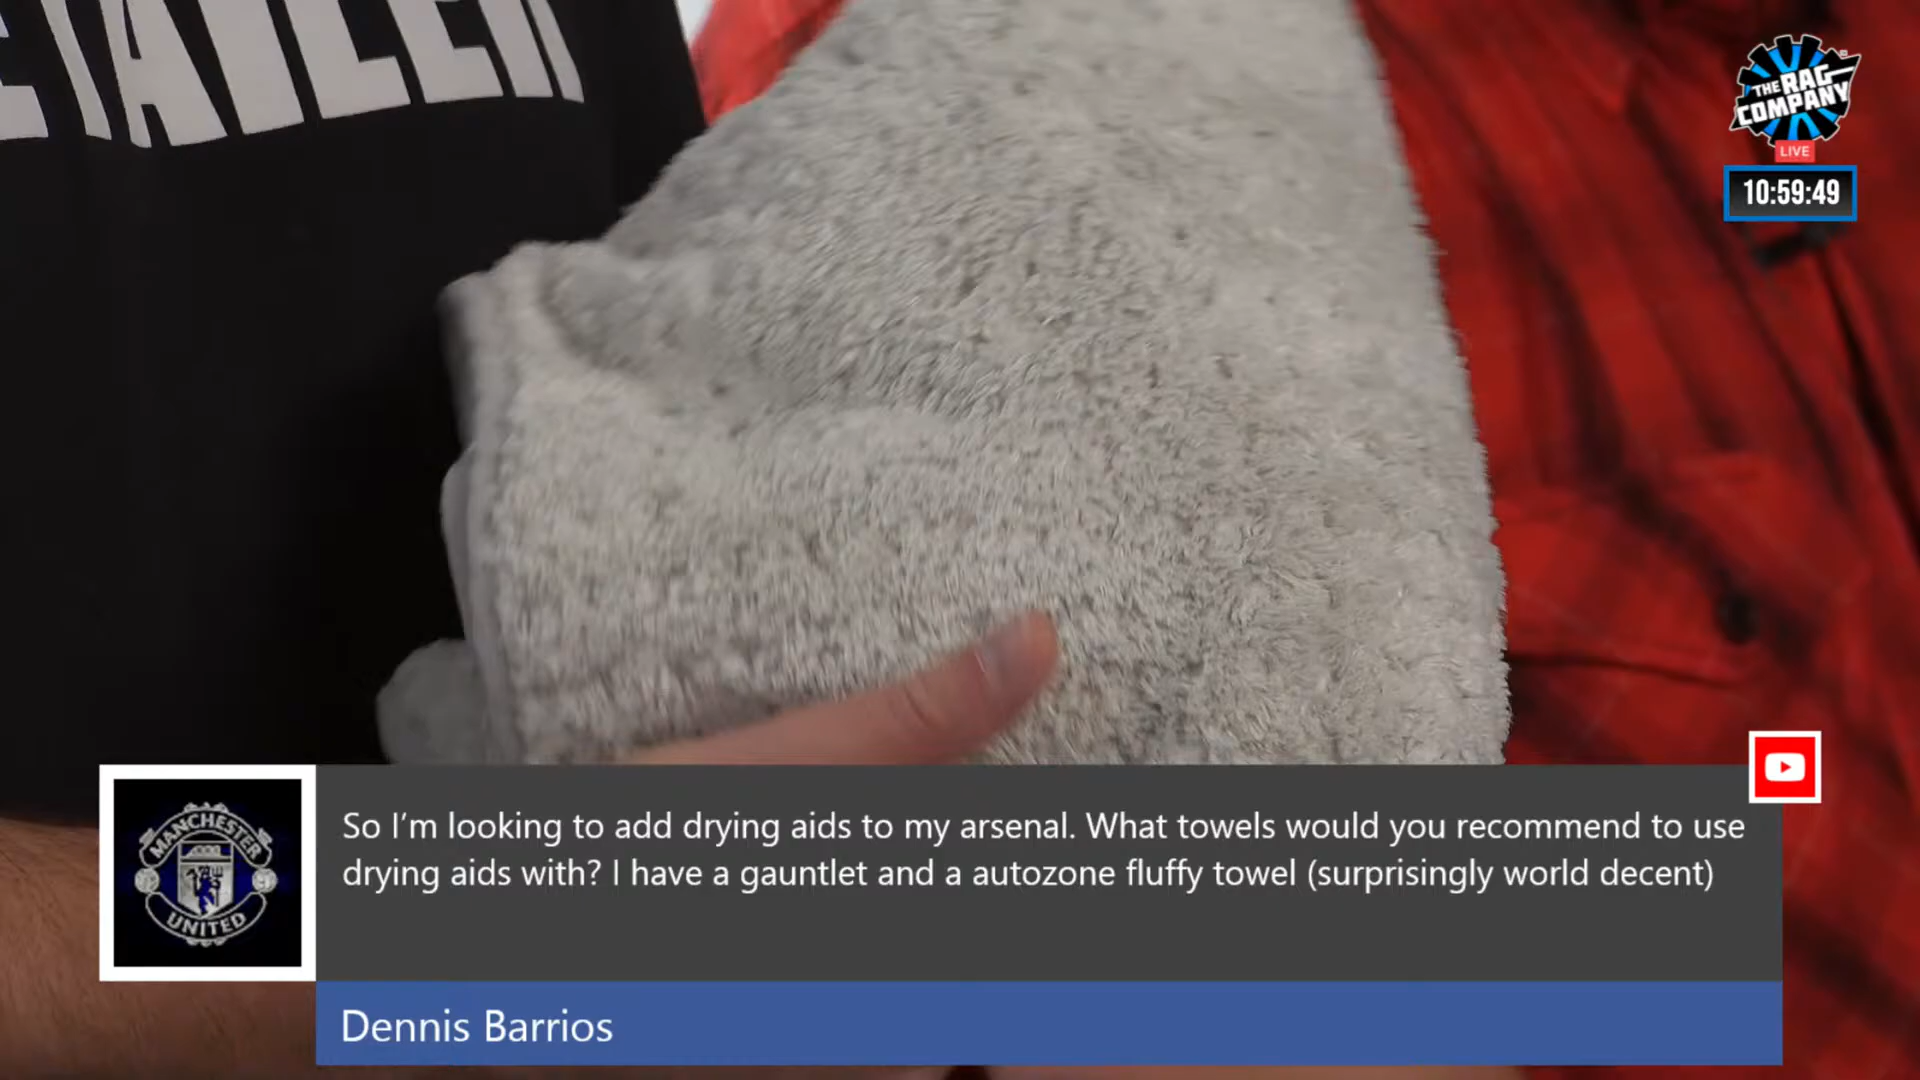 ETAILER
THE RAG
COMPANY
LIVE
10:59:49
So I’m looking to add drying aids to my arsenal. What towels would you recommend to use
drying aids with? I have a gauntlet and a autozone fluffy towel (surprisingly world decent)
MANCHESTER
UNITED
Dennis Barrios